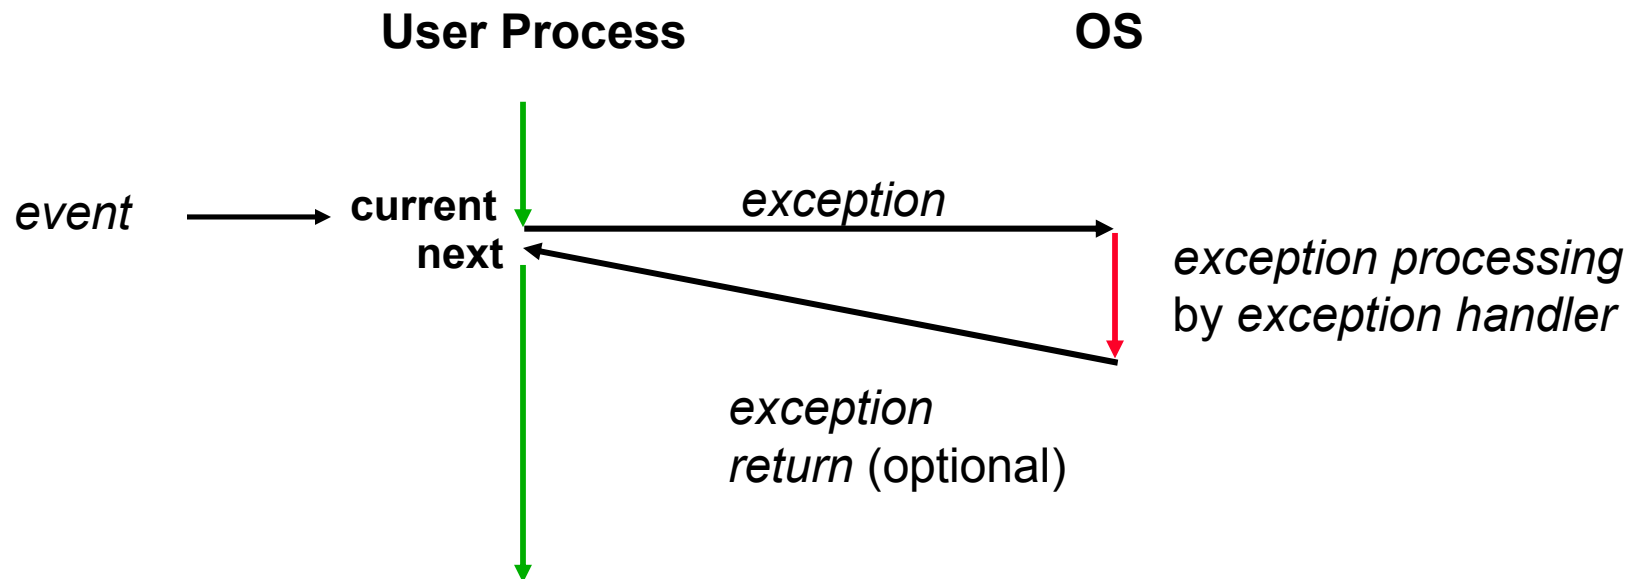 User Process
OS
event
current
exception
next
exception processing
by exception handler
exception
return (optional)